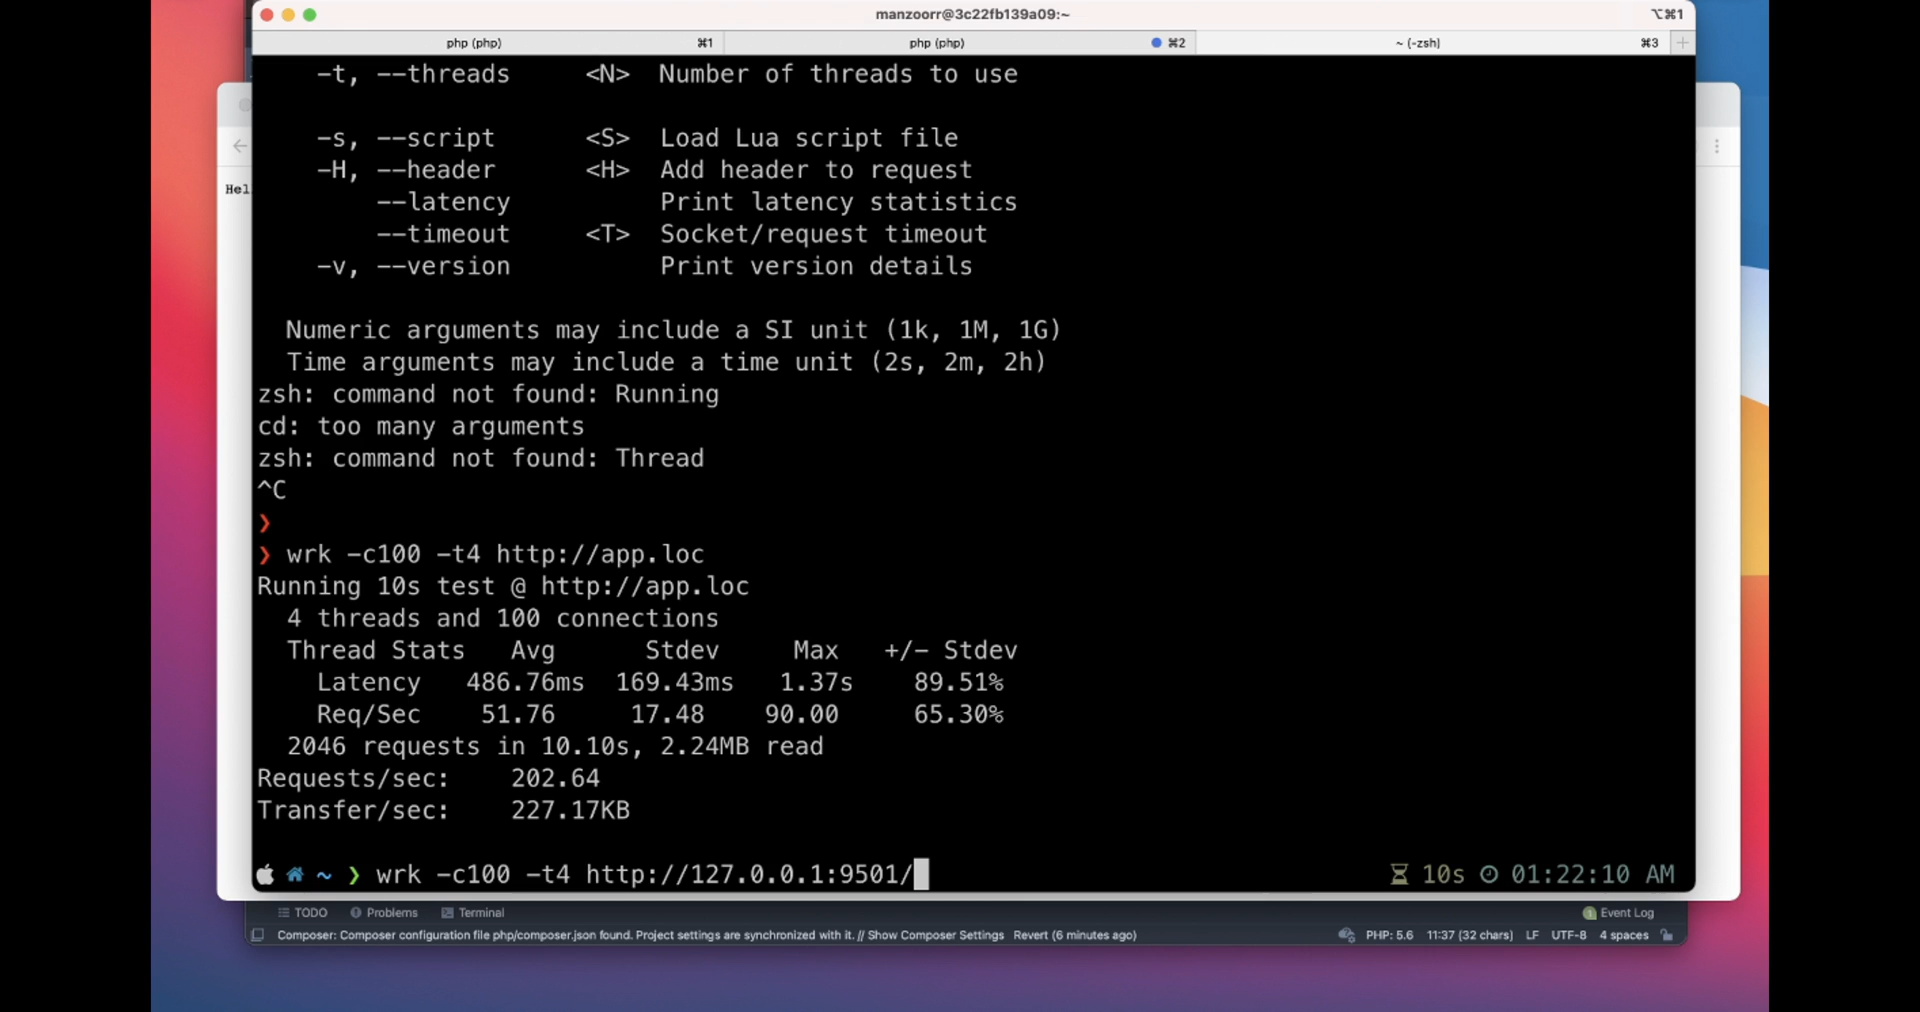 manzoorr@3c22fb139a09:~
⌥⌘1
php (php) ⌘1
php (php) ⌘2
~ (-zsh) ⌘3
-t, --threads <N> Number of threads to use
-s, --script <S> Load Lua script file
-H, --header <H> Add header to request
--latency Print latency statistics
--timeout <T> Socket/request timeout
-v, --version Print version details
Numeric arguments may include a SI unit (1k, 1M, 1G)
Time arguments may include a time unit (2s, 2m, 2h)
zsh: command not found: Running
cd: too many arguments
zsh: command not found: Thread
^C
❯
❯ wrk -c100 -t4 http://app.loc
Running 10s test @ http://app.loc
4 threads and 100 connections
Thread Stats Avg Stdev Max +/- Stdev
Latency 486.76ms 169.43ms 1.37s 89.51%
Req/Sec 51.76 17.48 90.00 65.30%
2046 requests in 10.10s, 2.24MB read
Requests/sec: 202.64
Transfer/sec: 227.17KB
~ ❯ wrk -c100 -t4 http://127.0.0.1:9501/ 10s 01:22:10 AM
TODO Problems Terminal 1 Event Log
Composer: Composer configuration file php/composer.json found. Project settings are synchronized with it. // Show Composer Settings Revert (6 minutes ago) PHP: 5.6 11:37 (32 chars) LF UTF-8 4 spaces